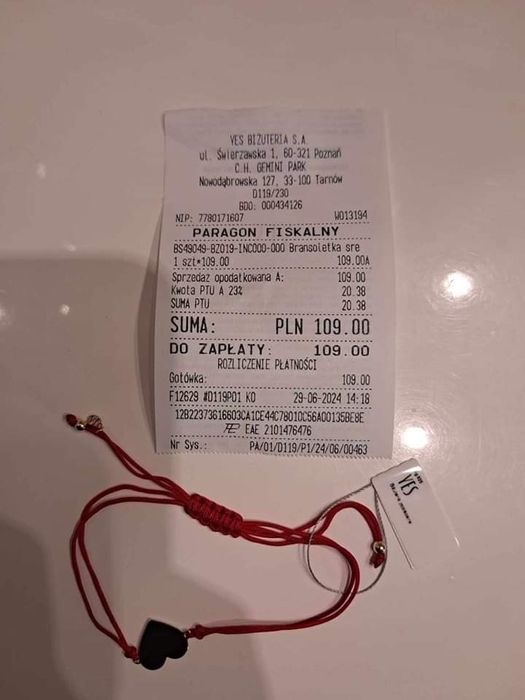 YES BIŻUTERIA S.A.
ul. Świerzawska 1, 60-321 Poznań
C.H. GEMINI PARK
Nowodąbrowska 127, 33-100 Tarnów
D119/230
BDO: 000434126
NIP: 7780171607 W013194
PARAGON FISKALNY
BS49049-BZ019-INC000-000 Bransoletka sre
1 szt*109.00 109.00A
Sprzedaż opodatkowana A: 109.00
Kwota PTU A 23% 20.38
SUMA PTU 20.38
SUMA: PLN 109.00
DO ZAPŁATY: 109.00
ROZLICZENIE PŁATNOŚCI
Gotówka: 109.00
F12629 #D119P01 KO 29-06-2024 14:18
12B22373616603CA1CE44C78010C56A00135BE8E
EAE 2101476476
Nr Sys.: PA/01/D119/P1/24/06/00463
YES